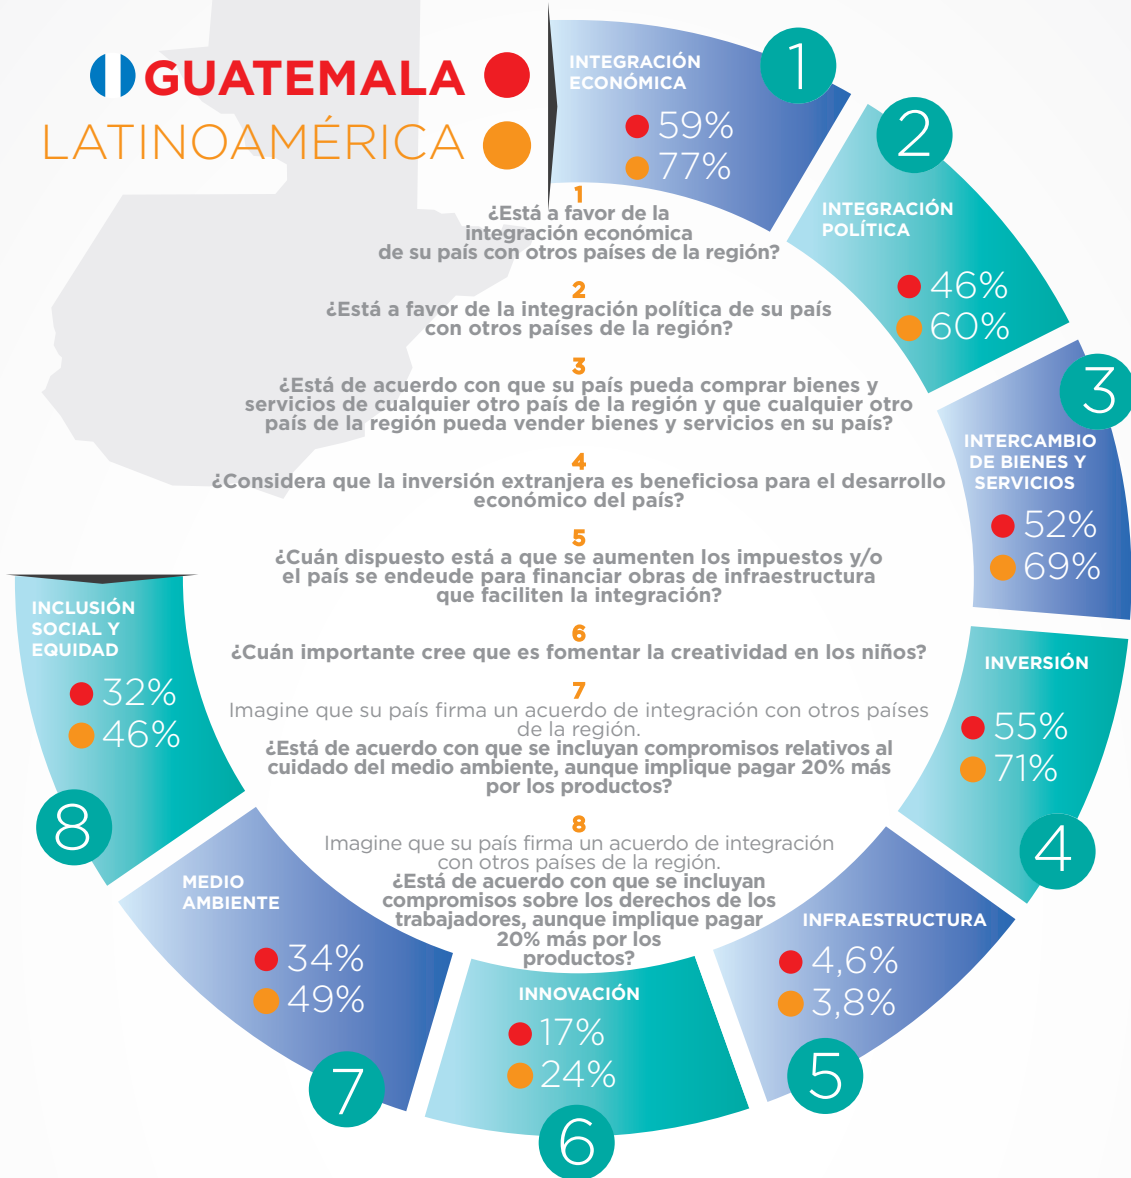 GUATEMALA
LATINOAMÉRICA
1
INTEGRACIÓN
ECONÓMICA
59%
77%
2
INTEGRACIÓN
POLÍTICA
46%
60%
3
INTERCAMBIO
DE BIENES Y
SERVICIOS
52%
69%
INVERSIÓN
55%
71%
4
INFRAESTRUCTURA
4,6%
3,8%
5
INNOVACIÓN
17%
24%
6
MEDIO
AMBIENTE
34%
49%
7
INCLUSIÓN
SOCIAL Y
EQUIDAD
32%
46%
8
1
¿Está a favor de la
integración económica
de su país con otros países de la región?
2
¿Está a favor de la integración política de su país
con otros países de la región?
3
¿Está de acuerdo con que su país pueda comprar bienes y
servicios de cualquier otro país de la región y que cualquier otro
país de la región pueda vender bienes y servicios en su país?
4
¿Considera que la inversión extranjera es beneficiosa para el desarrollo
económico del país?
5
¿Cuán dispuesto está a que se aumenten los impuestos y/o
el país se endeude para financiar obras de infraestructura
que faciliten la integración?
6
¿Cuán importante cree que es fomentar la creatividad en los niños?
7
Imagine que su país firma un acuerdo de integración con otros países
de la región.
¿Está de acuerdo con que se incluyan compromisos relativos al
cuidado del medio ambiente, aunque implique pagar 20% más
por los productos?
8
Imagine que su país firma un acuerdo de integración
con otros países de la región.
¿Está de acuerdo con que se incluyan
compromisos sobre los derechos de los
trabajadores, aunque implique pagar
20% más por los
productos?